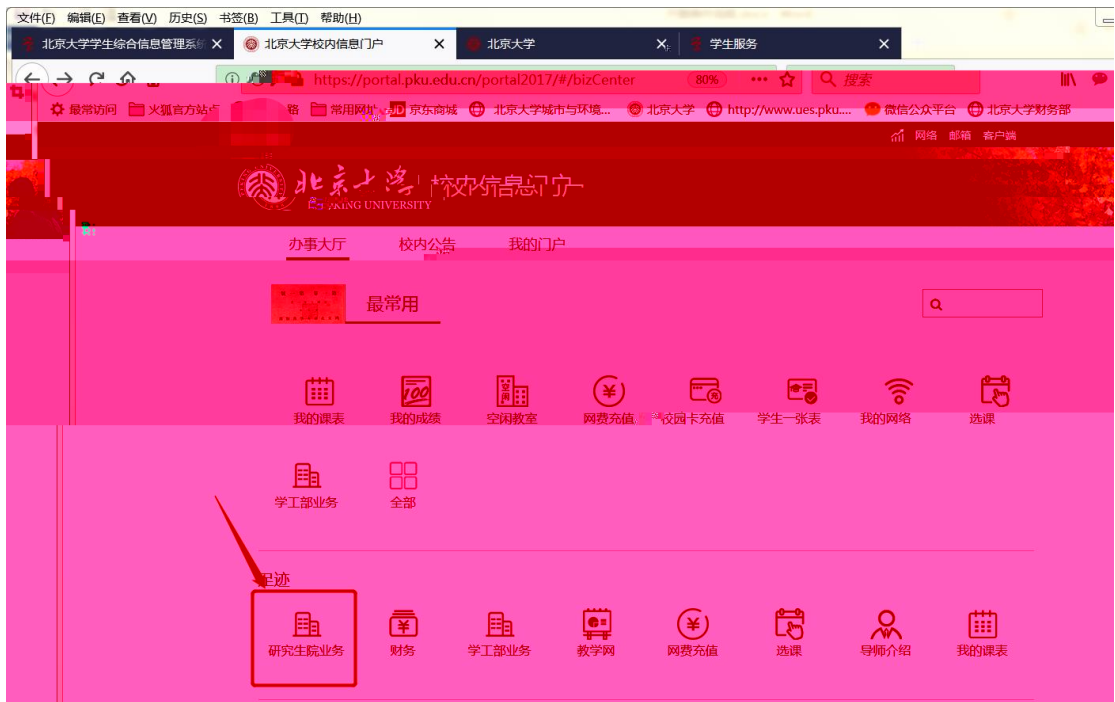 文件(F) 编辑(E) 查看(V) 历史(S) 书签(B) 工具(T) 帮助(H)
北京大学学生综合信息管理系统 北京大学校内信息门户 北京大学 学生服务
https://portal.pku.edu.cn/portal2017/#/bizCenter 80% 搜索
最常访问 火狐官方站点 常用网址 JD 京东商城 北京大学城市与环境... 北京大学 http://www.ues.pku.... 微信公众平台 北京大学财务部
网络 邮箱 客户端
北京大学 校内信息门户
UNIVERSITY
办事大厅 校内公告 我的门户
最常用
我的课表 我的成绩 空闲教室 网费充值 校园卡充值 学生一张表 我的网络 选课
学工部业务 全部
足迹
研究生院业务 财务 学工部业务 教学网 网费充值 选课 导师介绍 我的课表